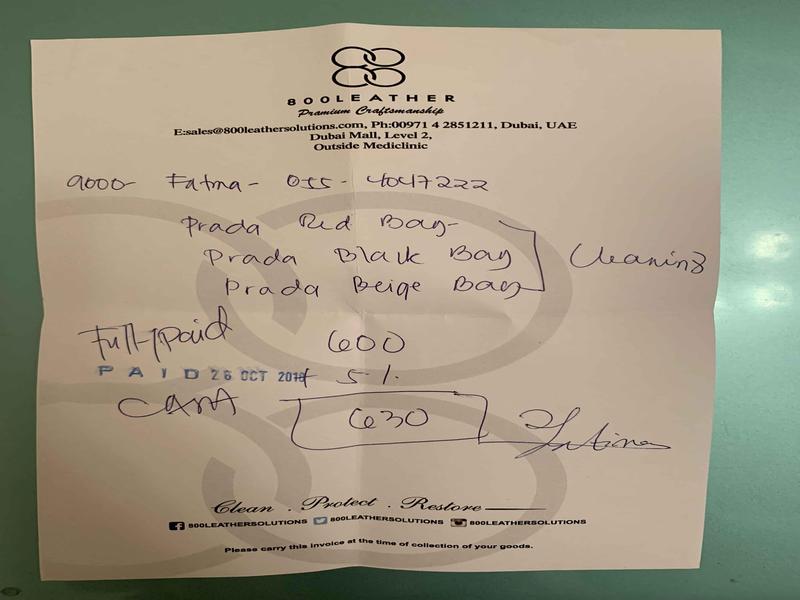 800LEATHER
Premium Craftsmanship
E:sales@800leathersolutions.com, Ph:00971 4 2851211, Dubai, UAE
Dubai Mall, Level 2,
Outside Mediclinic
9000- Fatma - 055 - 4047222
Prada Red Bag-
Prada Black Bag
Prada Beige Bag
Cleaning
Full-paid 600
PAID 26 OCT 2018 + 5%
630
Clean . Protect . Restore
800LEATHERSOLUTIONS 800LEATHERSOLUTIONS 800LEATHERSOLUTIONS
Please carry this invoice at the time of collection of your goods.